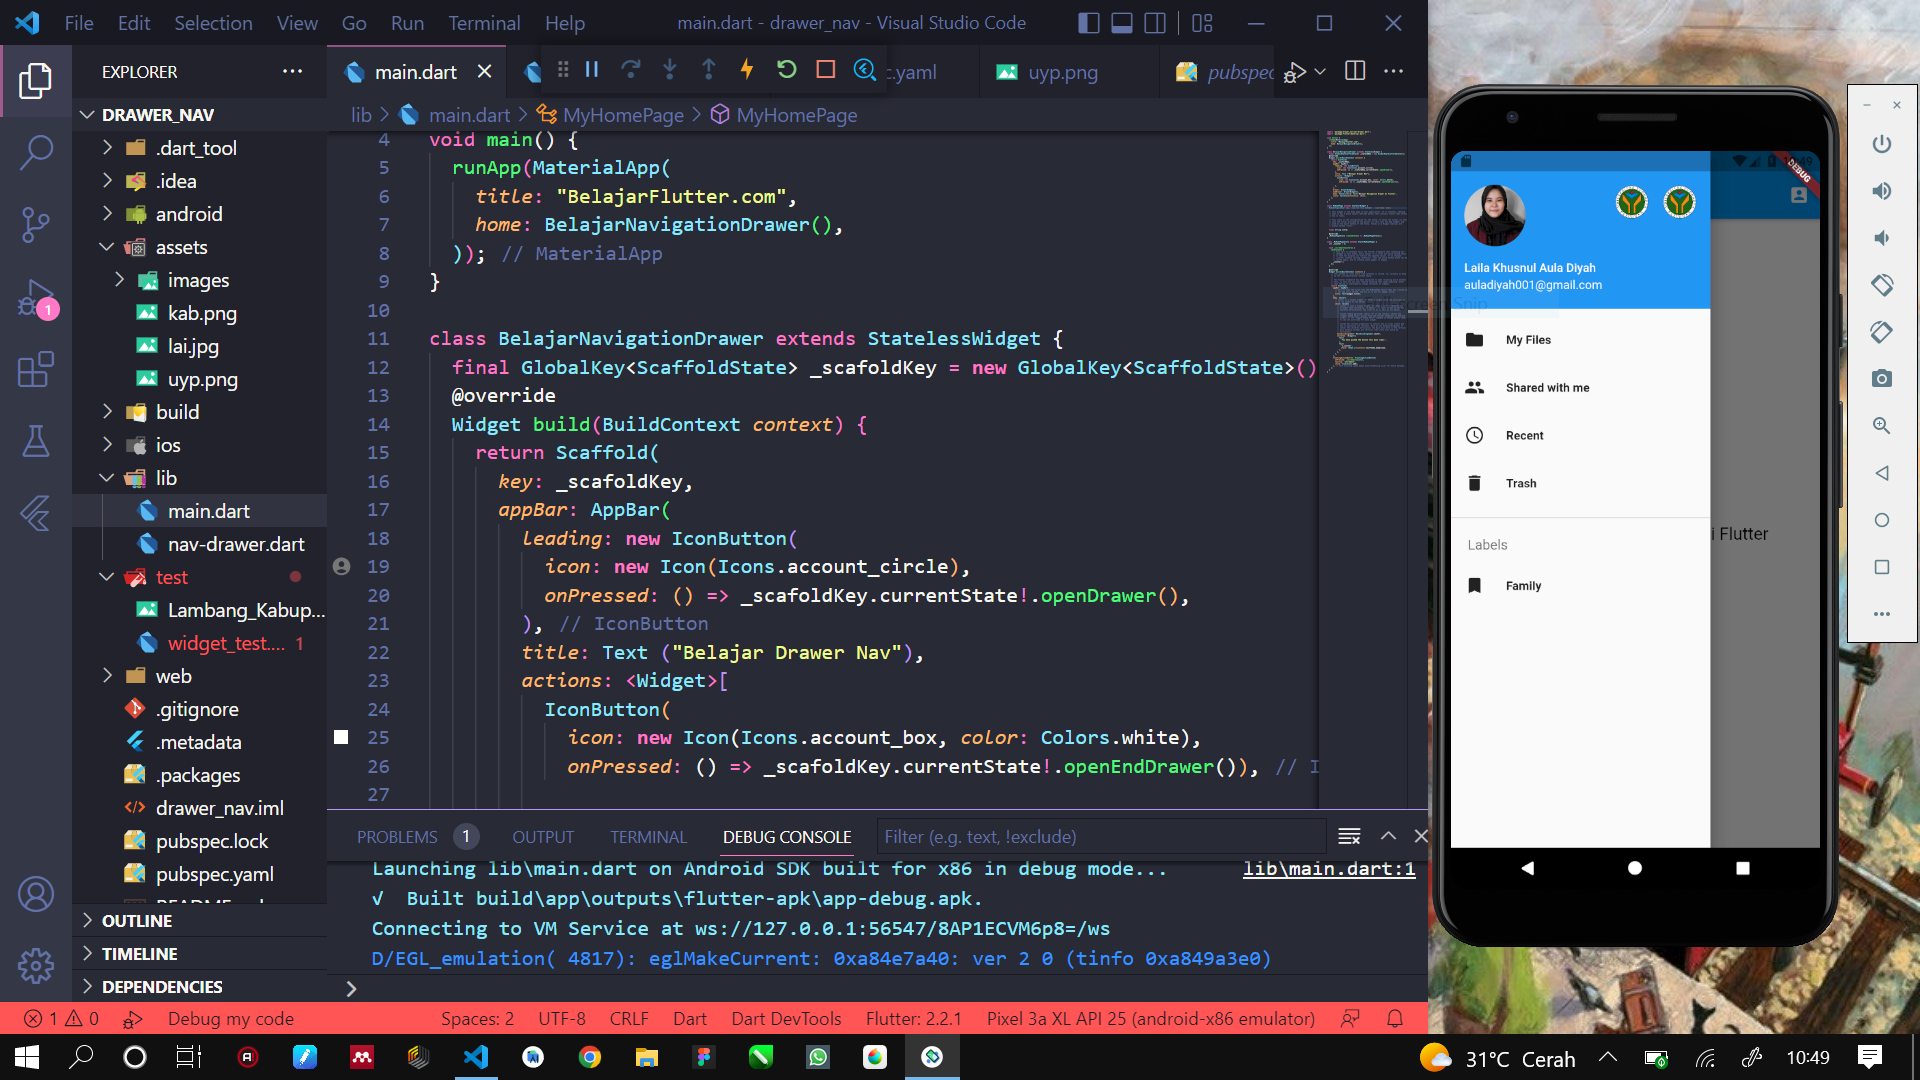 File Edit Selection View Go Run Terminal Help
main.dart - drawer_nav - Visual Studio Code
EXPLORER
main.dart
c.yaml
uyp.png
pubspec
DRAWER_NAV
.dart_tool
.idea
android
assets
images
kab.png
lai.jpg
uyp.png
build
ios
lib
main.dart
nav-drawer.dart
test
Lambang_Kabup...
widget_test.... 1
web
.gitignore
.metadata
.packages
drawer_nav.iml
pubspec.lock
pubspec.yaml
OUTLINE
TIMELINE
DEPENDENCIES
1
lib > main.dart > MyHomePage > MyHomePage
4 void main() {
5 runApp(MaterialApp(
6 title: "BelajarFlutter.com",
7 home: BelajarNavigationDrawer(),
8 )); // MaterialApp
9 }
10
11 class BelajarNavigationDrawer extends StatelessWidget {
12 final GlobalKey<ScaffoldState> _scafoldKey = new GlobalKey<ScaffoldState>()
13 @override
14 Widget build(BuildContext context) {
15 return Scaffold(
16 key: _scafoldKey,
17 appBar: AppBar(
18 leading: new IconButton(
19 icon: new Icon(Icons.account_circle),
20 onPressed: () => _scafoldKey.currentState!.openDrawer(),
21 ), // IconButton
22 title: Text ("Belajar Drawer Nav"),
23 actions: <Widget>[
24 IconButton(
25 icon: new Icon(Icons.account_box, color: Colors.white),
26 onPressed: () => _scafoldKey.currentState!.openEndDrawer()), // I
27
PROBLEMS 1 OUTPUT TERMINAL DEBUG CONSOLE Filter (e.g. text, !exclude)
Launching lib\main.dart on Android SDK built for x86 in debug mode... lib\main.dart:1
√ Built build\app\outputs\flutter-apk\app-debug.apk.
Connecting to VM Service at ws://127.0.0.1:56547/8AP1ECVM6p8=/ws
D/EGL_emulation( 4817): eglMakeCurrent: 0xa84e7a40: ver 2 0 (tinfo 0xa849a3e0)
1 0 Debug my code Spaces: 2 UTF-8 CRLF Dart Dart DevTools Flutter: 2.2.1 Pixel 3a XL API 25 (android-x86 emulator)
DEBUG
Laila Khusnul Aula Diyah
auladiyah001@gmail.com
My Files
Shared with me
Recent
Trash
Labels
Family
i Flutter
31°C Cerah
10:49